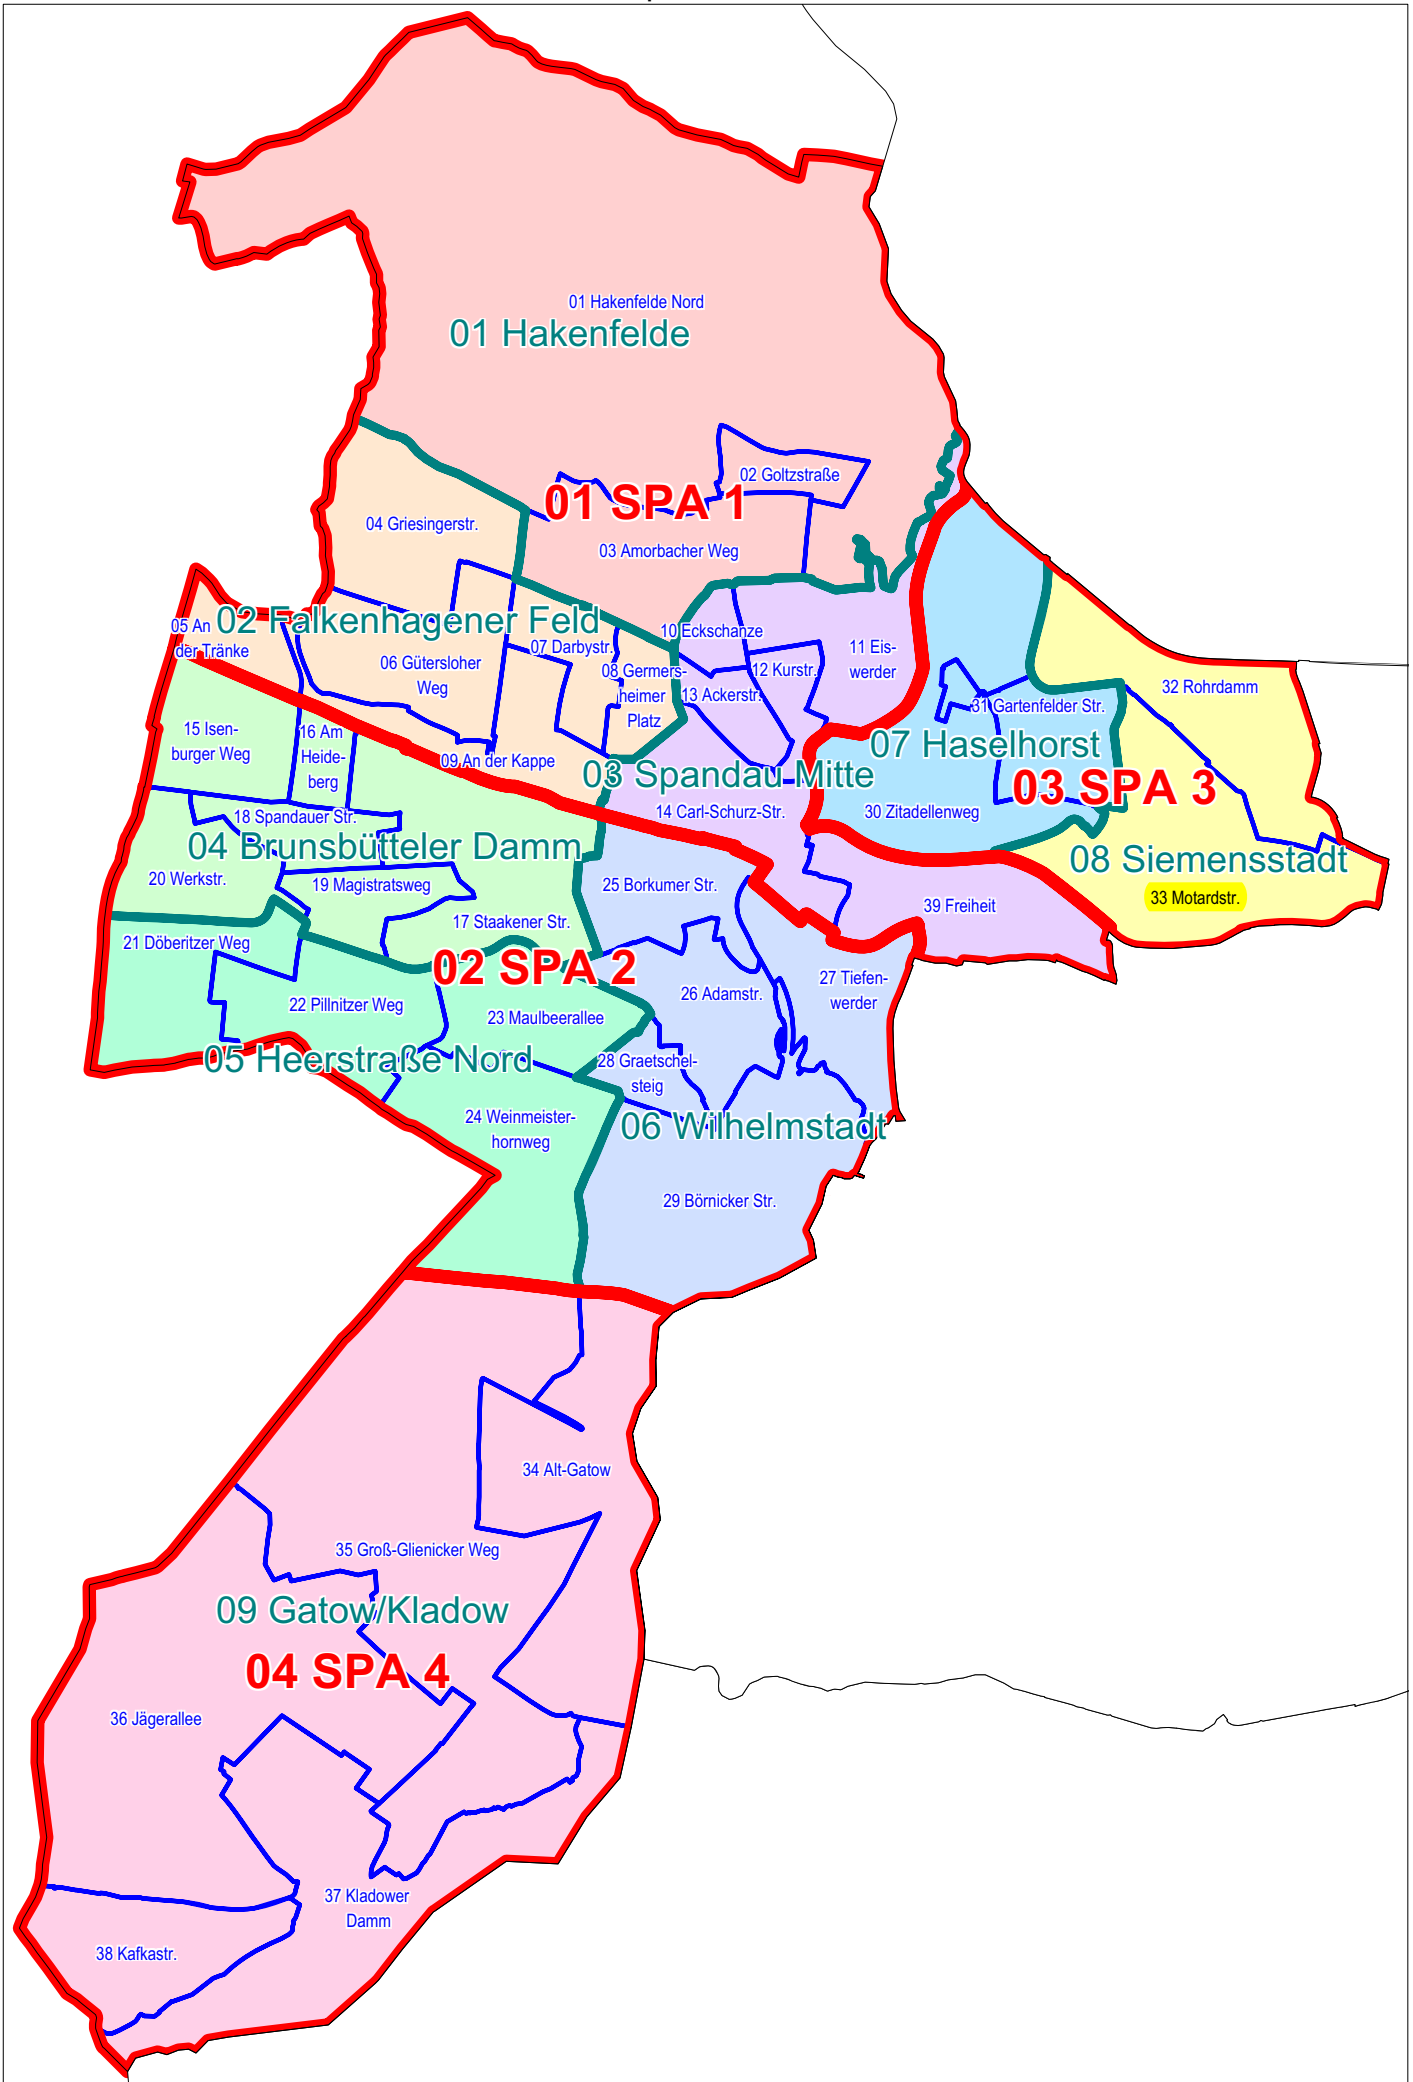 01 Hakenfelde Nord
01 Hakenfelde
02 Goltzstraße
01 SPA 1
04 Griesingerstr.
03 Amorbacher Weg
05 An
der Tränke
02 Falkenhagener Feld
06 Gütersloher
Weg
07 Darbystr.
08 Germers-
heimer
Platz
09 An der Kappe
10 Eckschanze
11 Eis-
werder
12 Kurstr.
13 Ackerstr.
03 Spandau Mitte
14 Carl-Schurz-Str.
32 Rohrdamm
31 Gartenfelder Str.
07 Haselhorst
03 SPA 3
30 Zitadellenweg
08 Siemensstadt
33 Motardstr.
39 Freiheit
15 Isen-
burger Weg
16 Am
Heide-
berg
18 Spandauer Str.
04 Brunsbütteler Damm
20 Werkstr.
19 Magistratsweg
17 Staakener Str.
25 Borkumer Str.
21 Döberitzer Weg
02 SPA 2
22 Pillnitzer Weg
23 Maulbeerallee
26 Adamstr.
27 Tiefen-
werder
05 Heerstraße Nord
28 Graetschel-
steig
24 Weinmeister-
hornweg
06 Wilhelmstadt
29 Börnicker Str.
34 Alt-Gatow
35 Groß-Glienicker Weg
09 Gatow/Kladow
04 SPA 4
36 Jägerallee
37 Kladower
Damm
38 Kafkastr.